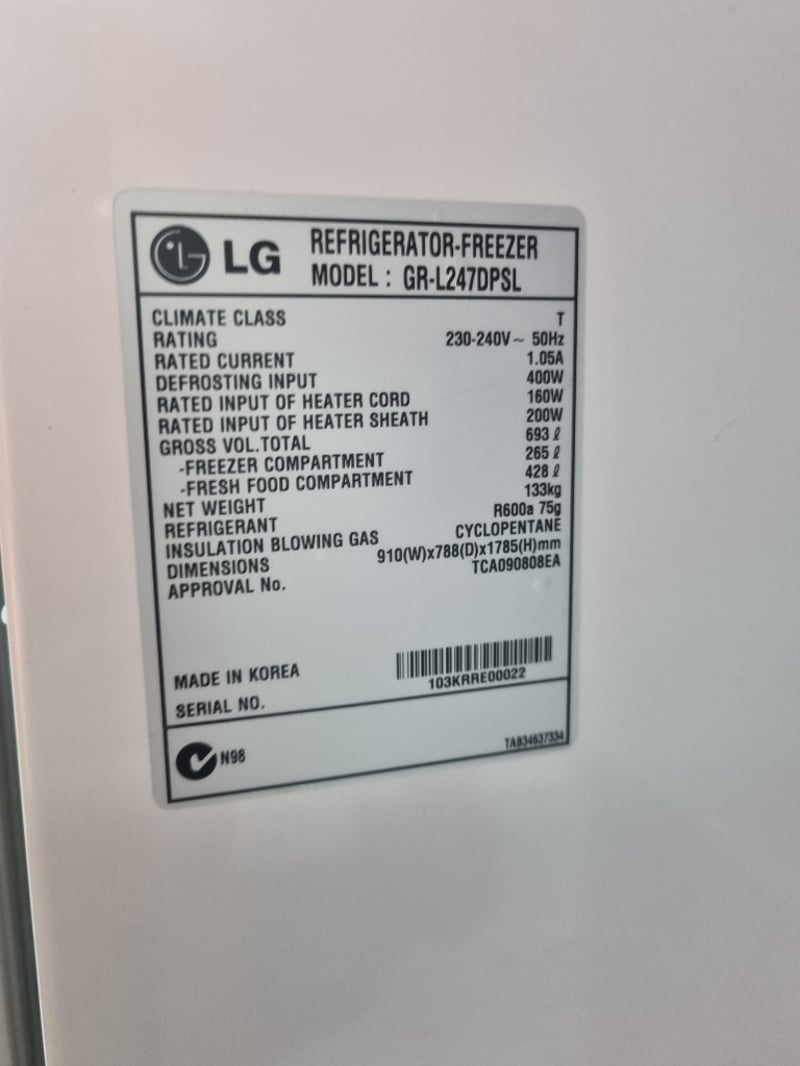 LG REFRIGERATOR-FREEZER
MODEL : GR-L247DPSL
CLIMATE CLASS T
RATING 230-240V~ 50Hz
RATED CURRENT 1.05A
DEFROSTING INPUT 400W
RATED INPUT OF HEATER CORD 160W
RATED INPUT OF HEATER SHEATH 200W
GROSS VOL.TOTAL 693 ℓ
-FREEZER COMPARTMENT 265 ℓ
-FRESH FOOD COMPARTMENT 428 ℓ
NET WEIGHT 133kg
REFRIGERANT R600a 75g
INSULATION BLOWING GAS CYCLOPENTANE
DIMENSIONS 910(W)x788(D)x1785(H)mm
APPROVAL No. TCA090808EA
MADE IN KOREA
SERIAL NO. 103KRRE00022
N98 TAB34637334